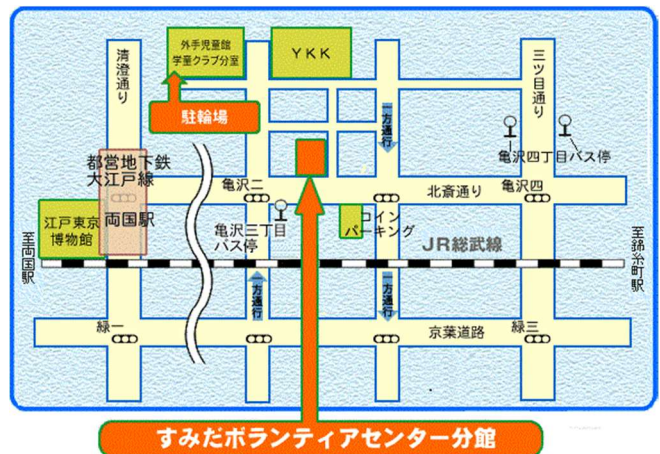 外手児童館
学童クラブ分室
YKK
清澄通り
三ツ目通り
駐輪場
一方通行
亀沢四丁目バス停
都営地下鉄
大江戸線
両国駅
亀沢二
北斎通り
亀沢四
江戸東京
博物館
亀沢三丁目
バス停
コイン
パーキング
JR総武線
至両国駅
至錦糸町駅
一方通行
一方通行
緑一
京葉道路
緑三
すみだボランティアセンター分館